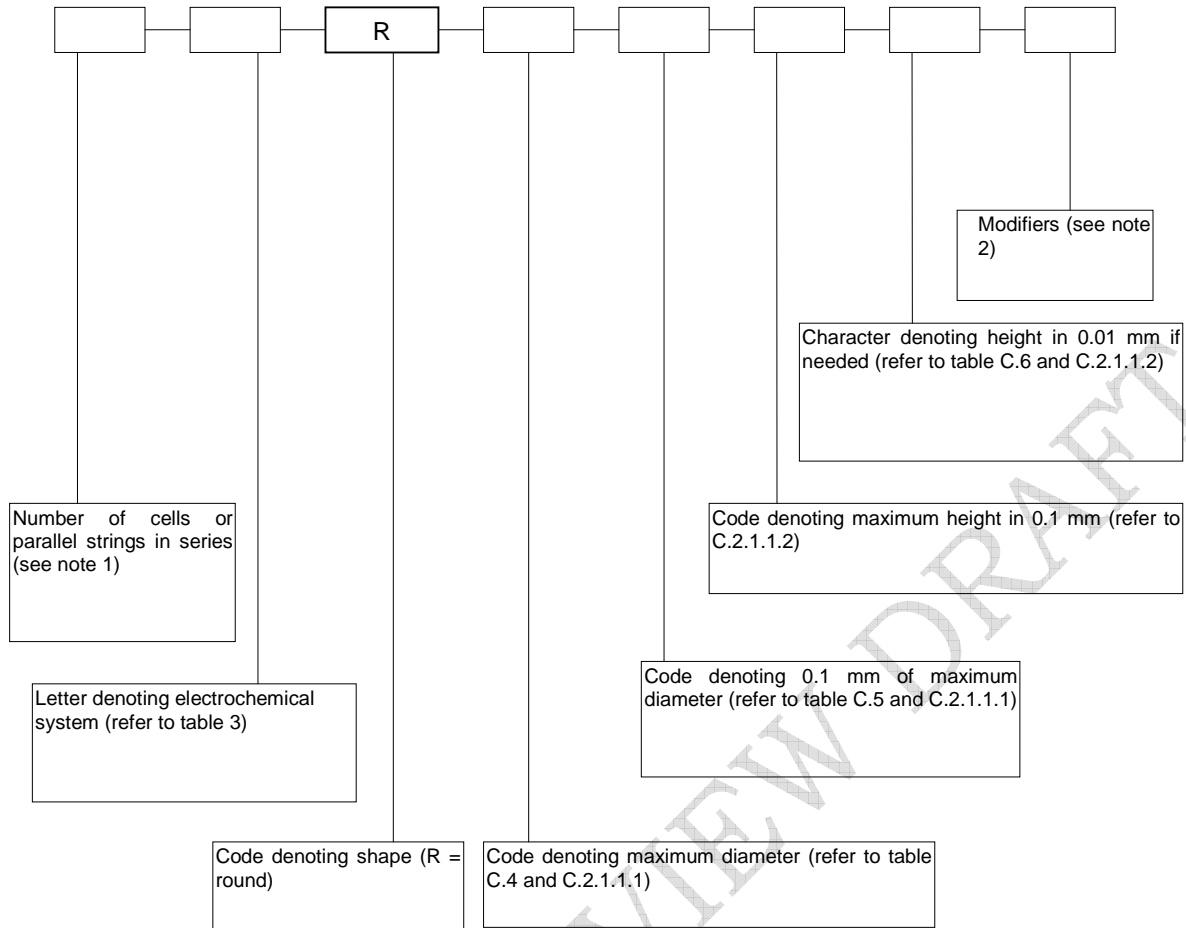 R
Modifiers (see note
2)
Character denoting height in 0.01 mm if
needed (refer to table C.6 and C.2.1.1.2)
Number of cells or
parallel strings in series
(see note 1)
Code denoting maximum height in 0.1 mm (refer to
C.2.1.1.2)
Code denoting 0.1 mm of maximum
diameter (refer to table C.5 and C.2.1.1.1)
Letter denoting electrochemical
system (refer to table 3)
Code denoting shape (R =
round)
Code denoting maximum diameter (refer to table
C.4 and C.2.1.1.1)
VIEW DRAFT